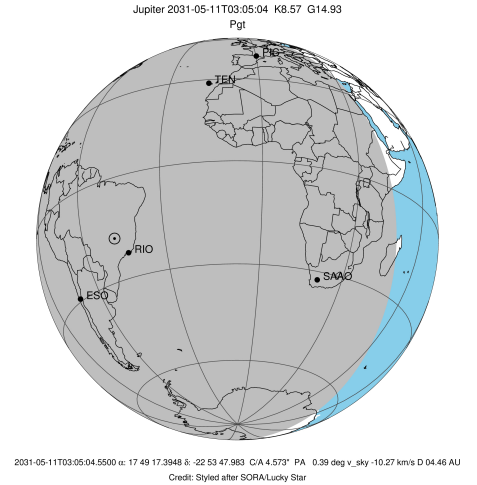 Jupiter 2031-05-11T03:05:04 K8.57 G14.93
Pgt
PIC
TEN
RIO
ESO
SAAO
2031-05-11T03:05:04.5500 α: 17 49 17.3948 δ: -22 53 47.983 C/A 4.573" PA 0.39 deg v_sky -10.27 km/s D 04.46 AU
Credit: Styled after SORA/Lucky Star